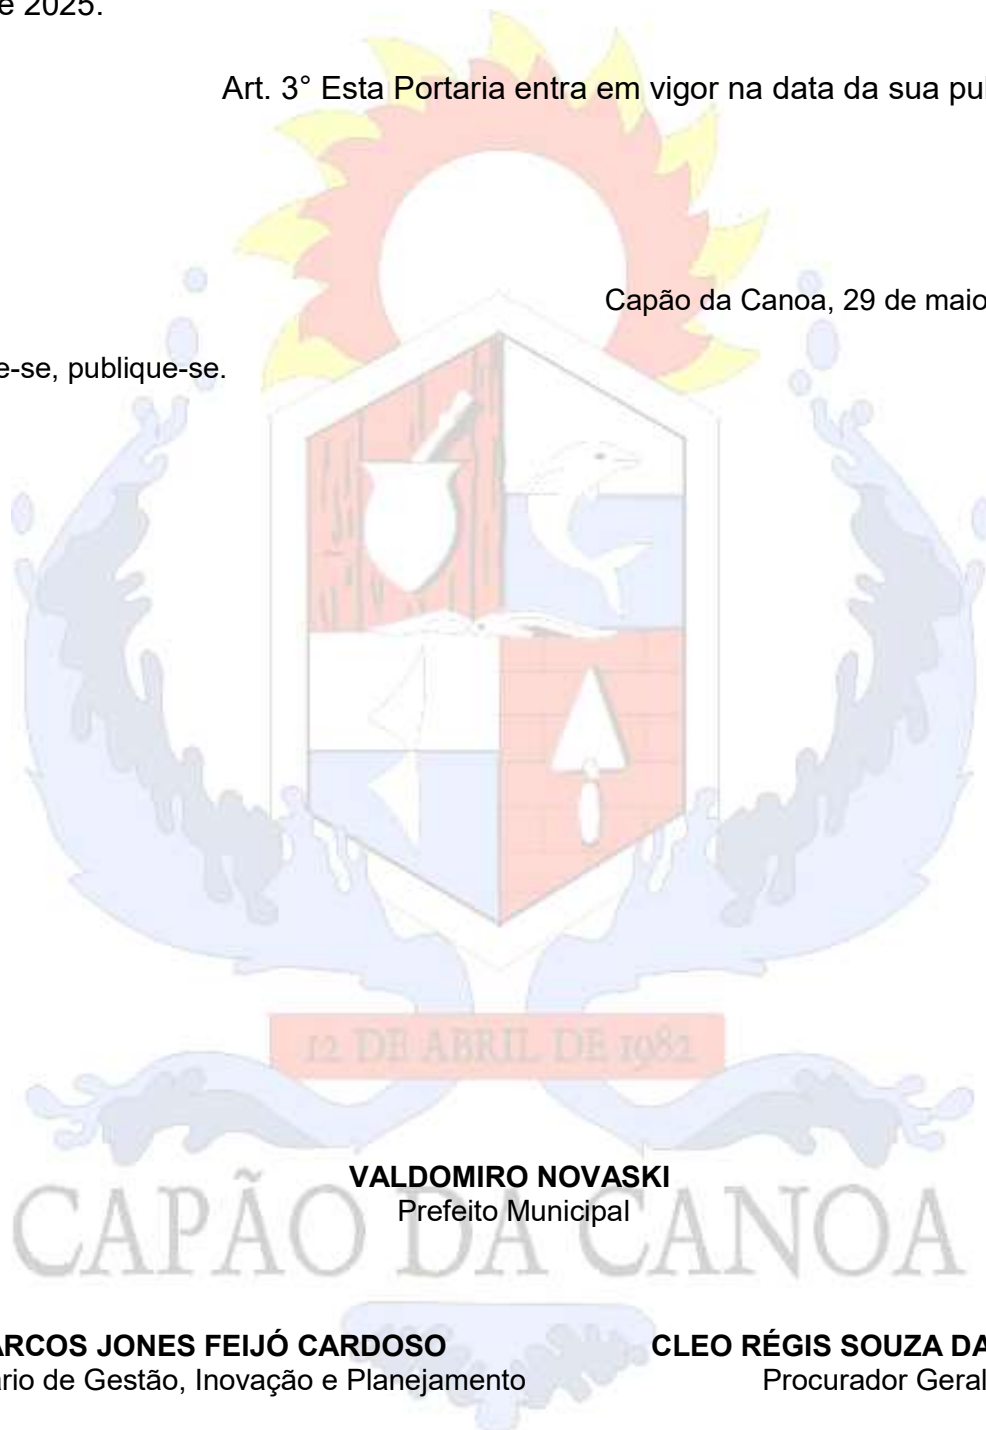 e 2025.
Art. 3° Esta Portaria entra em vigor na data da sua pu
Capão da Canoa, 29 de maio
e-se, publique-se.
12 DE ABRIL DE 1982
VALDOMIRO NOVASKI
Prefeito Municipal
CAPÃO DA CANOA
ARCOS JONES FEIJÓ CARDOSO
CLEO RÉGIS SOUZA DA
ário de Gestão, Inovação e Planejamento
Procurador Geral